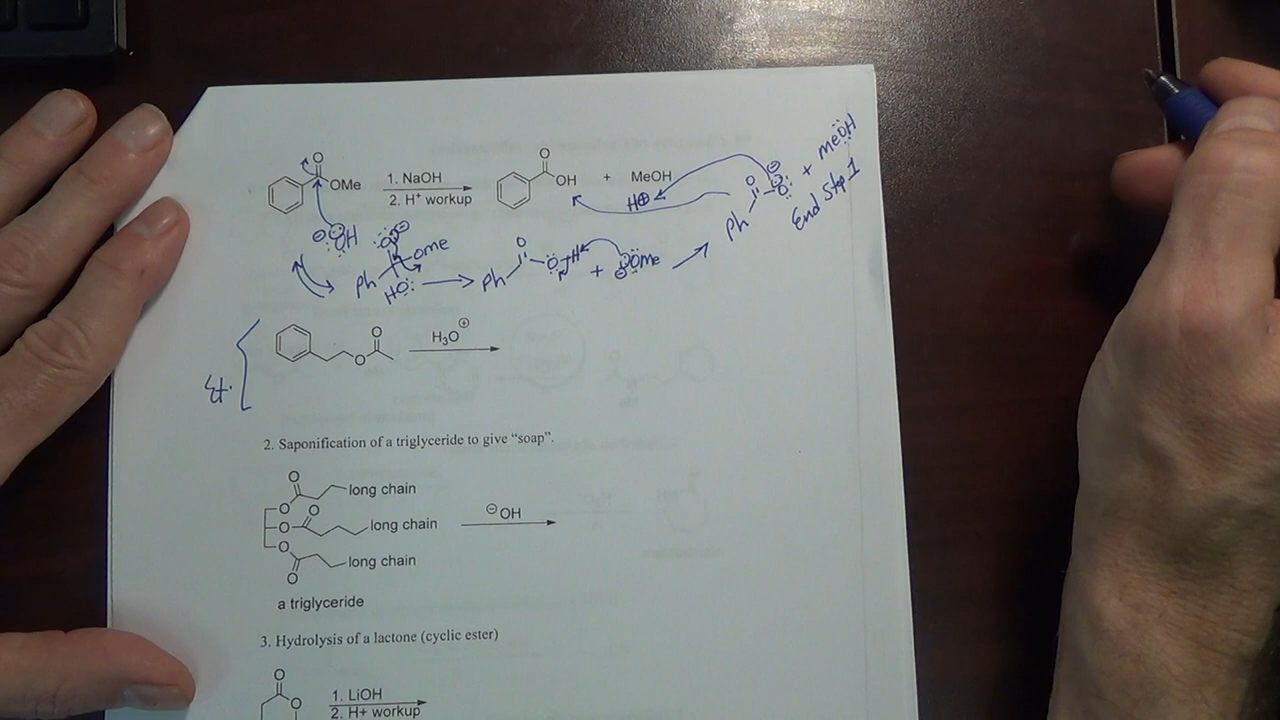 O
OMe
1. NaOH
2. H⁺ workup
O
OH
+
MeOH
H⊕
O
⊖
O
Ph
+ meOH
End Step 1
⊖OH
O⊖
Ph
OMe
HO
O
Ph
O-H
+
⊖OMe
O
O
H₃O⊕
2. Saponification of a triglyceride to give “soap”.
O
long chain
O
O
O
long chain
O
long chain
O
⊖OH
a triglyceride
3. Hydrolysis of a lactone (cyclic ester)
O
O
1. LiOH
2. H+ workup